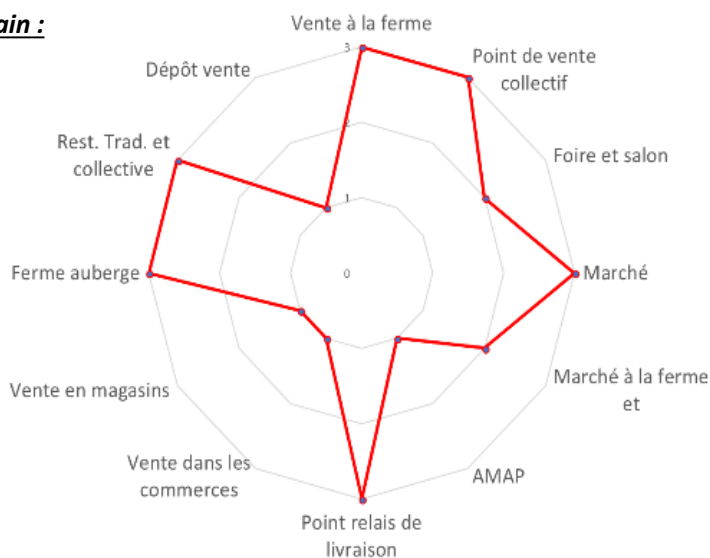 ain :
Vente à la ferme
Point de vente
collectif
Foire et salon
Marché
Marché à la ferme
et
AMAP
Point relais de
livraison
Vente dans les
commerces
Vente en magasins
Ferme auberge
Rest. Trad. et
collective
Dépôt vente
3
2
1
0